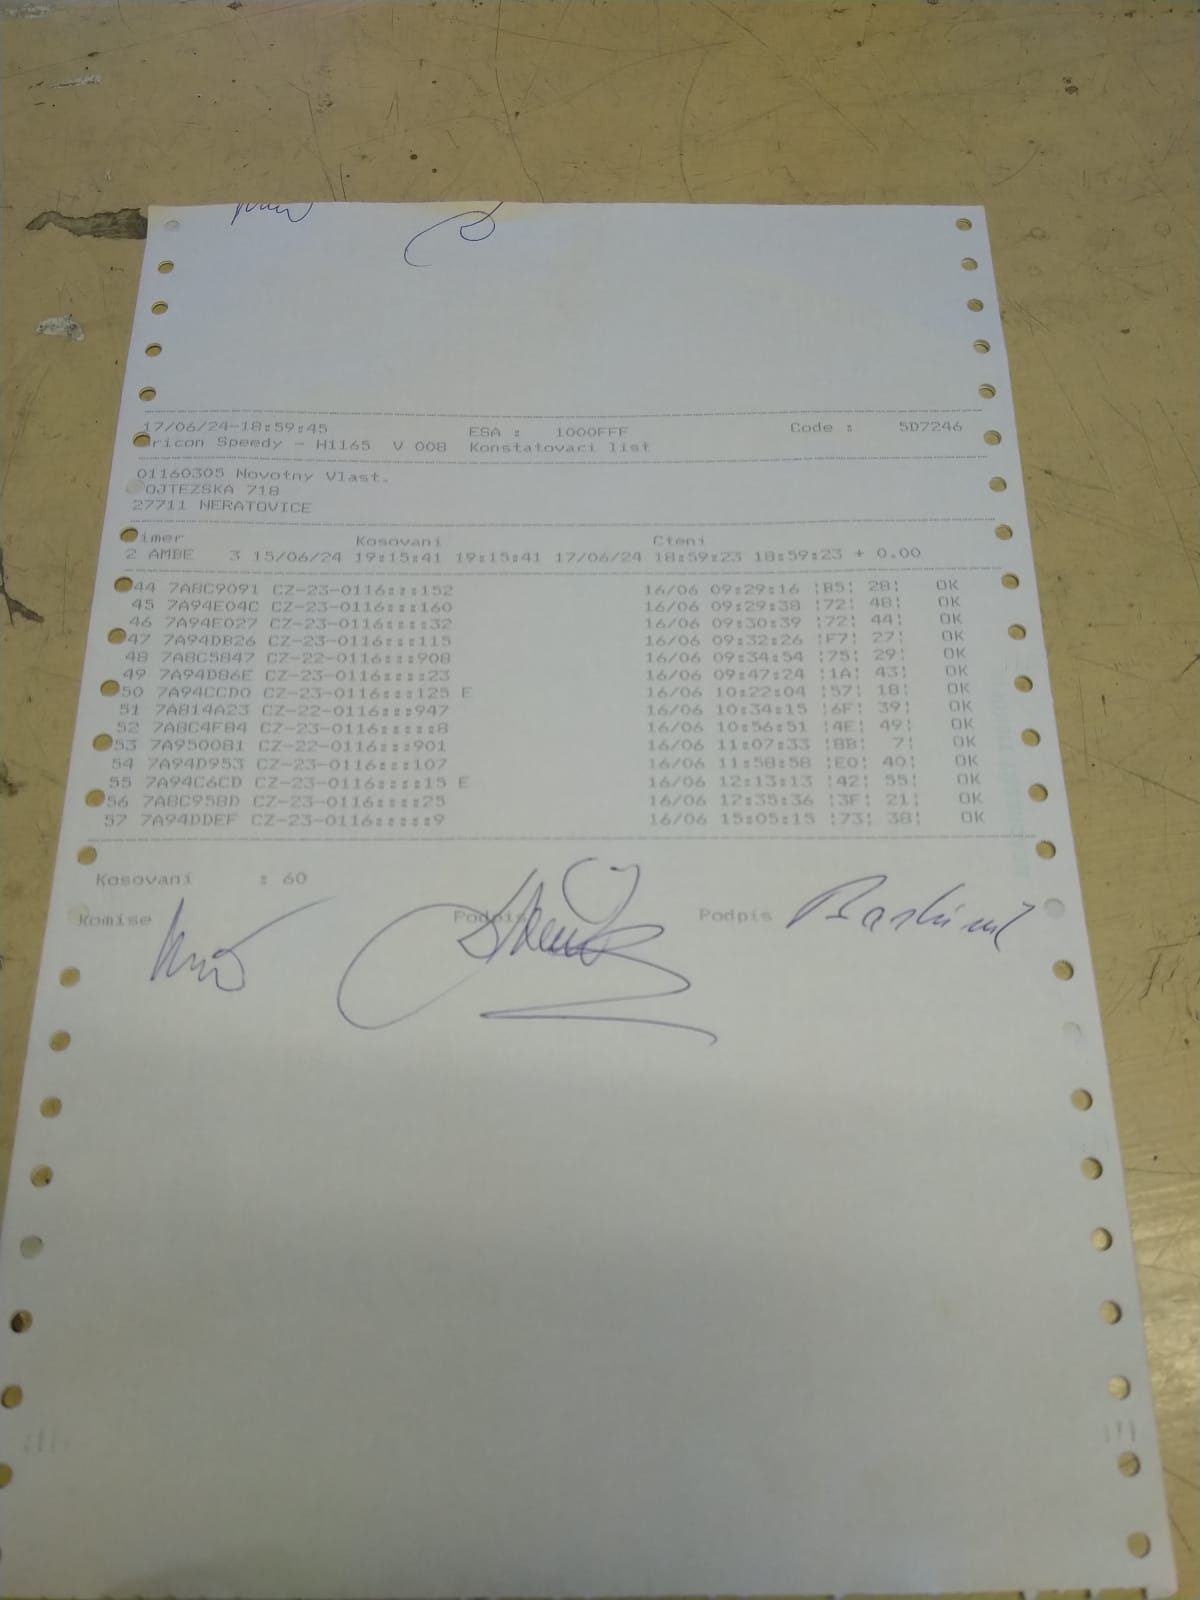 17/06/24-18:59:45 ESA : 1000FFF Code : 5D7246
ricon Speedy - H1165 V 008 Konstatovaci list
01160305 Novotny Vlast.
OJTEZSKA 718
27711 NERATOVICE
imer Kosovani Cteni
2 AMBE 3 15/06/24 19:15:41 19:15:41 17/06/24 18:59:23 18:59:23 + 0.00
44 7A8C9091 CZ-23-0116:::152 16/06 09:29:16 ¦B5¦ 28¦ OK
45 7A94E04C CZ-23-0116:::160 16/06 09:29:38 ¦72¦ 48¦ OK
46 7A94E027 CZ-23-0116::::32 16/06 09:30:39 ¦72¦ 44¦ OK
47 7A94DB26 CZ-23-0116:::115 16/06 09:32:26 ¦F7¦ 27¦ OK
48 7A8C5847 CZ-22-0116:::908 16/06 09:34:54 ¦75¦ 29¦ OK
49 7A94D86E CZ-23-0116::::23 16/06 09:47:24 ¦1A¦ 43¦ OK
50 7A94CCD0 CZ-23-0116:::125 E 16/06 10:22:04 ¦57¦ 18¦ OK
51 7A814A23 CZ-22-0116:::947 16/06 10:34:15 ¦6F¦ 39¦ OK
52 7A8C4F84 CZ-23-0116:::::8 16/06 10:56:51 ¦4E¦ 49¦ OK
53 7A950081 CZ-22-0116:::901 16/06 11:07:33 ¦8B¦ 7¦ OK
54 7A94D953 CZ-23-0116:::107 16/06 11:58:58 ¦E0¦ 40¦ OK
55 7A94C6CD CZ-23-0116::::15 E 16/06 12:13:13 ¦42¦ 55¦ OK
56 7A8C958D CZ-23-0116::::25 16/06 12:35:36 ¦3F¦ 21¦ OK
57 7A94DDEF CZ-23-0116:::::9 16/06 15:05:15 ¦73¦ 38¦ OK
Kosovani : 60
Komise Podpis Podpis